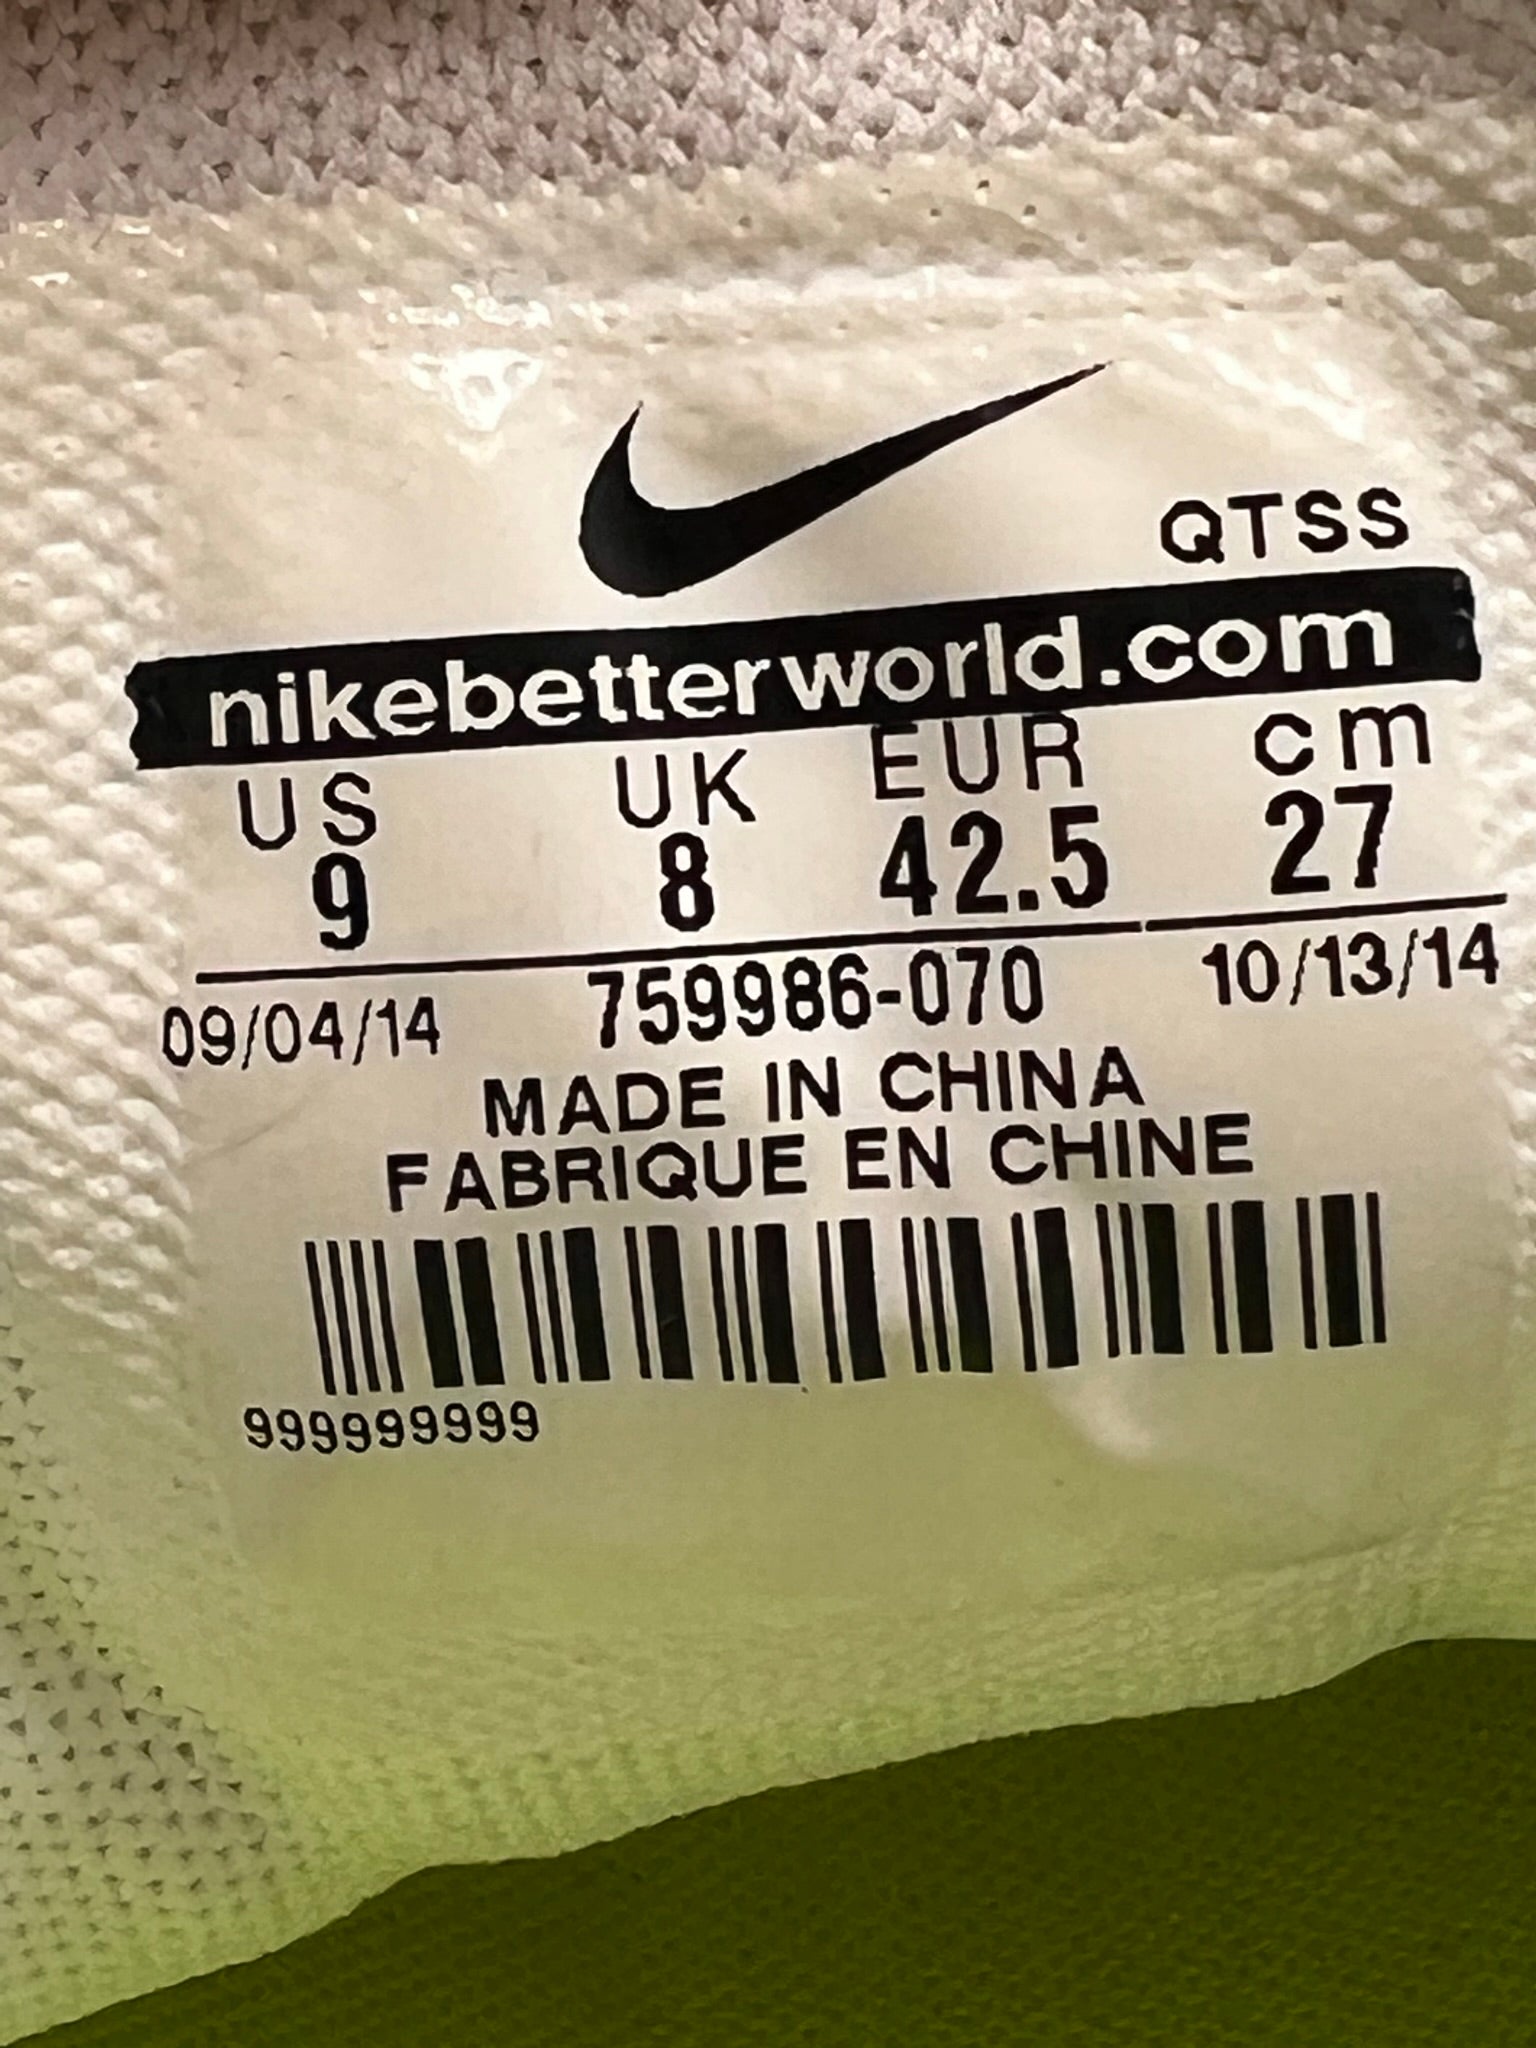 QTSS
nikebetterworld.com
US UK EUR cm
9 8 42.5 27
09/04/14 759986-070 10/13/14
MADE IN CHINA
FABRIQUE EN CHINE
999999999